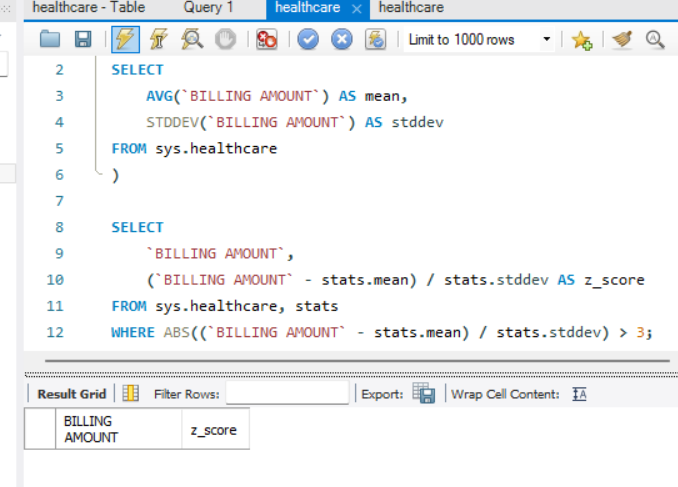 healthcare - Table Query 1 healthcare healthcare
Limit to 1000 rows
2 SELECT
3 AVG(`BILLING AMOUNT`) AS mean,
4 STDDEV(`BILLING AMOUNT`) AS stddev
5 FROM sys.healthcare
6 )
7
8 SELECT
9 `BILLING AMOUNT`,
10 (`BILLING AMOUNT` - stats.mean) / stats.stddev AS z_score
11 FROM sys.healthcare, stats
12 WHERE ABS((`BILLING AMOUNT` - stats.mean) / stats.stddev) > 3;
Result Grid Filter Rows: Export: Wrap Cell Content:
BILLING
AMOUNT z_score